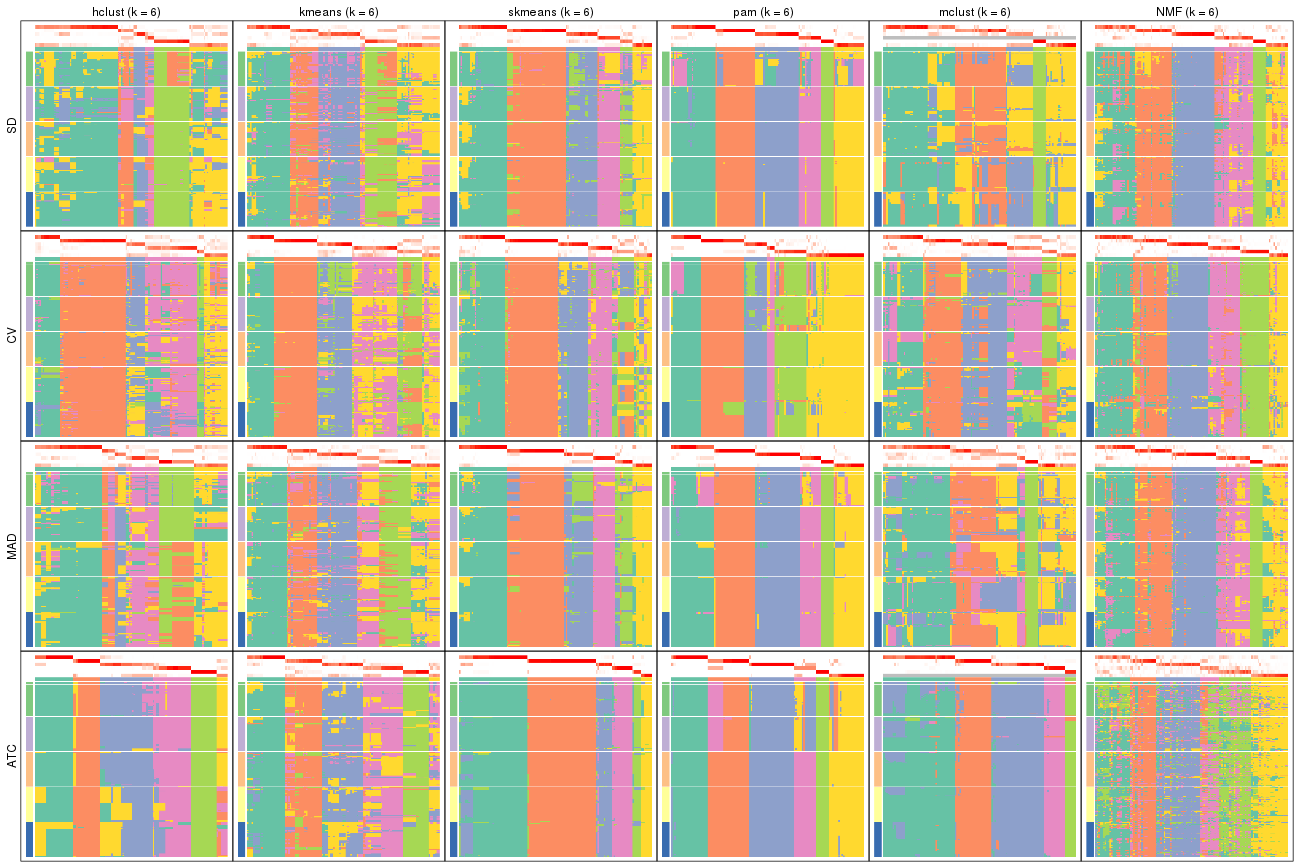 hclust (k = 6)
kmeans (k = 6)
skmeans (k = 6)
pam (k = 6)
mclust (k = 6)
NMF (k = 6)
SD
CV
MAD
ATC